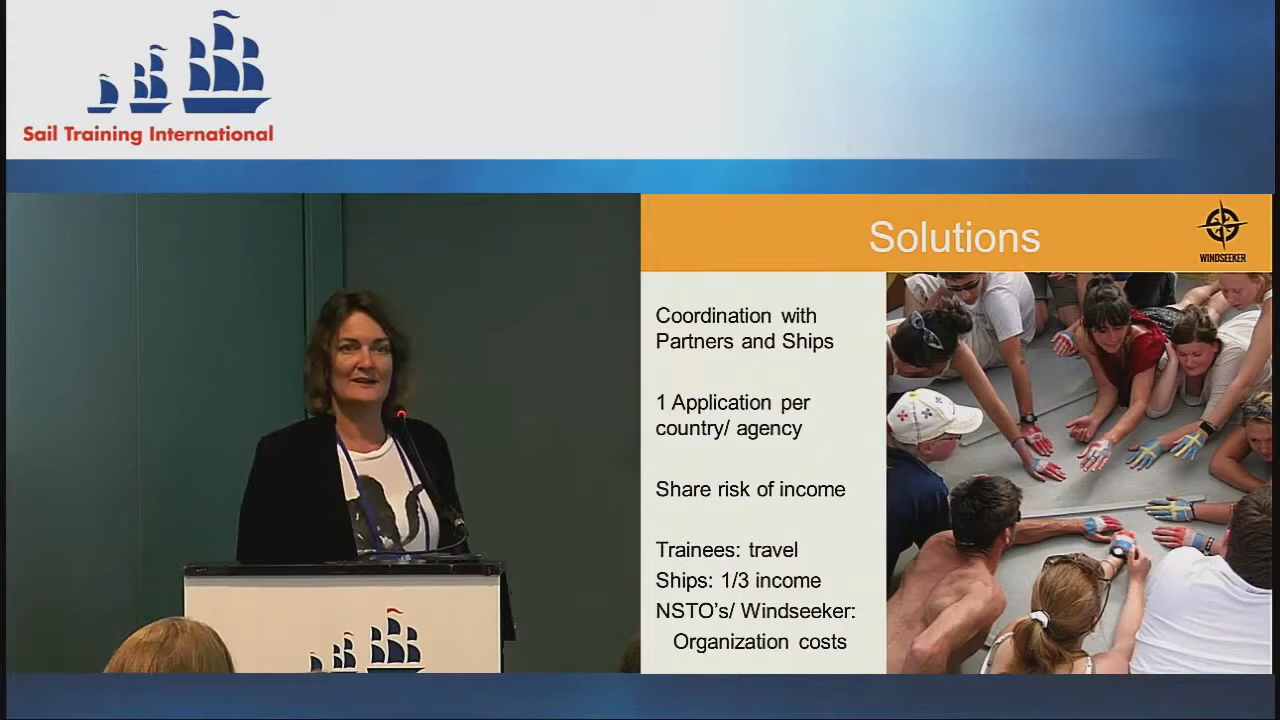 Sail Training International
Solutions
WINDSEEKER
Coordination with
Partners and Ships
1 Application per
country/ agency
Share risk of income
Trainees: travel
Ships: 1/3 income
NSTO's/ Windseeker:
Organization costs